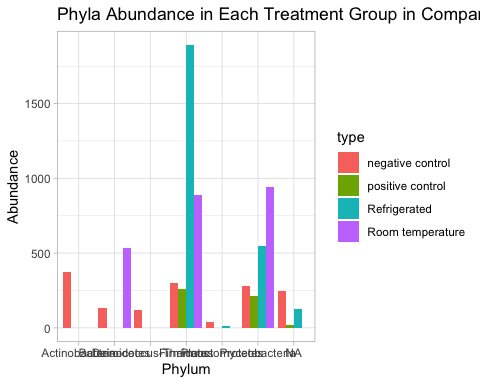 Phyla Abundance in Each Treatment Group in Compar
Abundance
1500
1000
500
0
NA
Phylum
type
negative control
positive control
Refrigerated
Room temperature